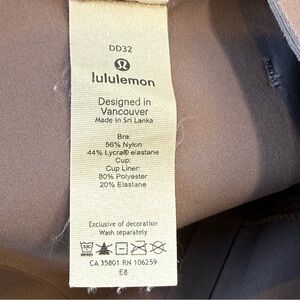 DD32
lululemon
Designed in
Vancouver
Made in Sri Lanka
Bra:
56% Nylon
44% Lycra® elastane
Cup:
Cup Liner:
80% Polyester
20% Elastane
Exclusive of decoration
Wash separately
CA 35801 RN 106259
E8